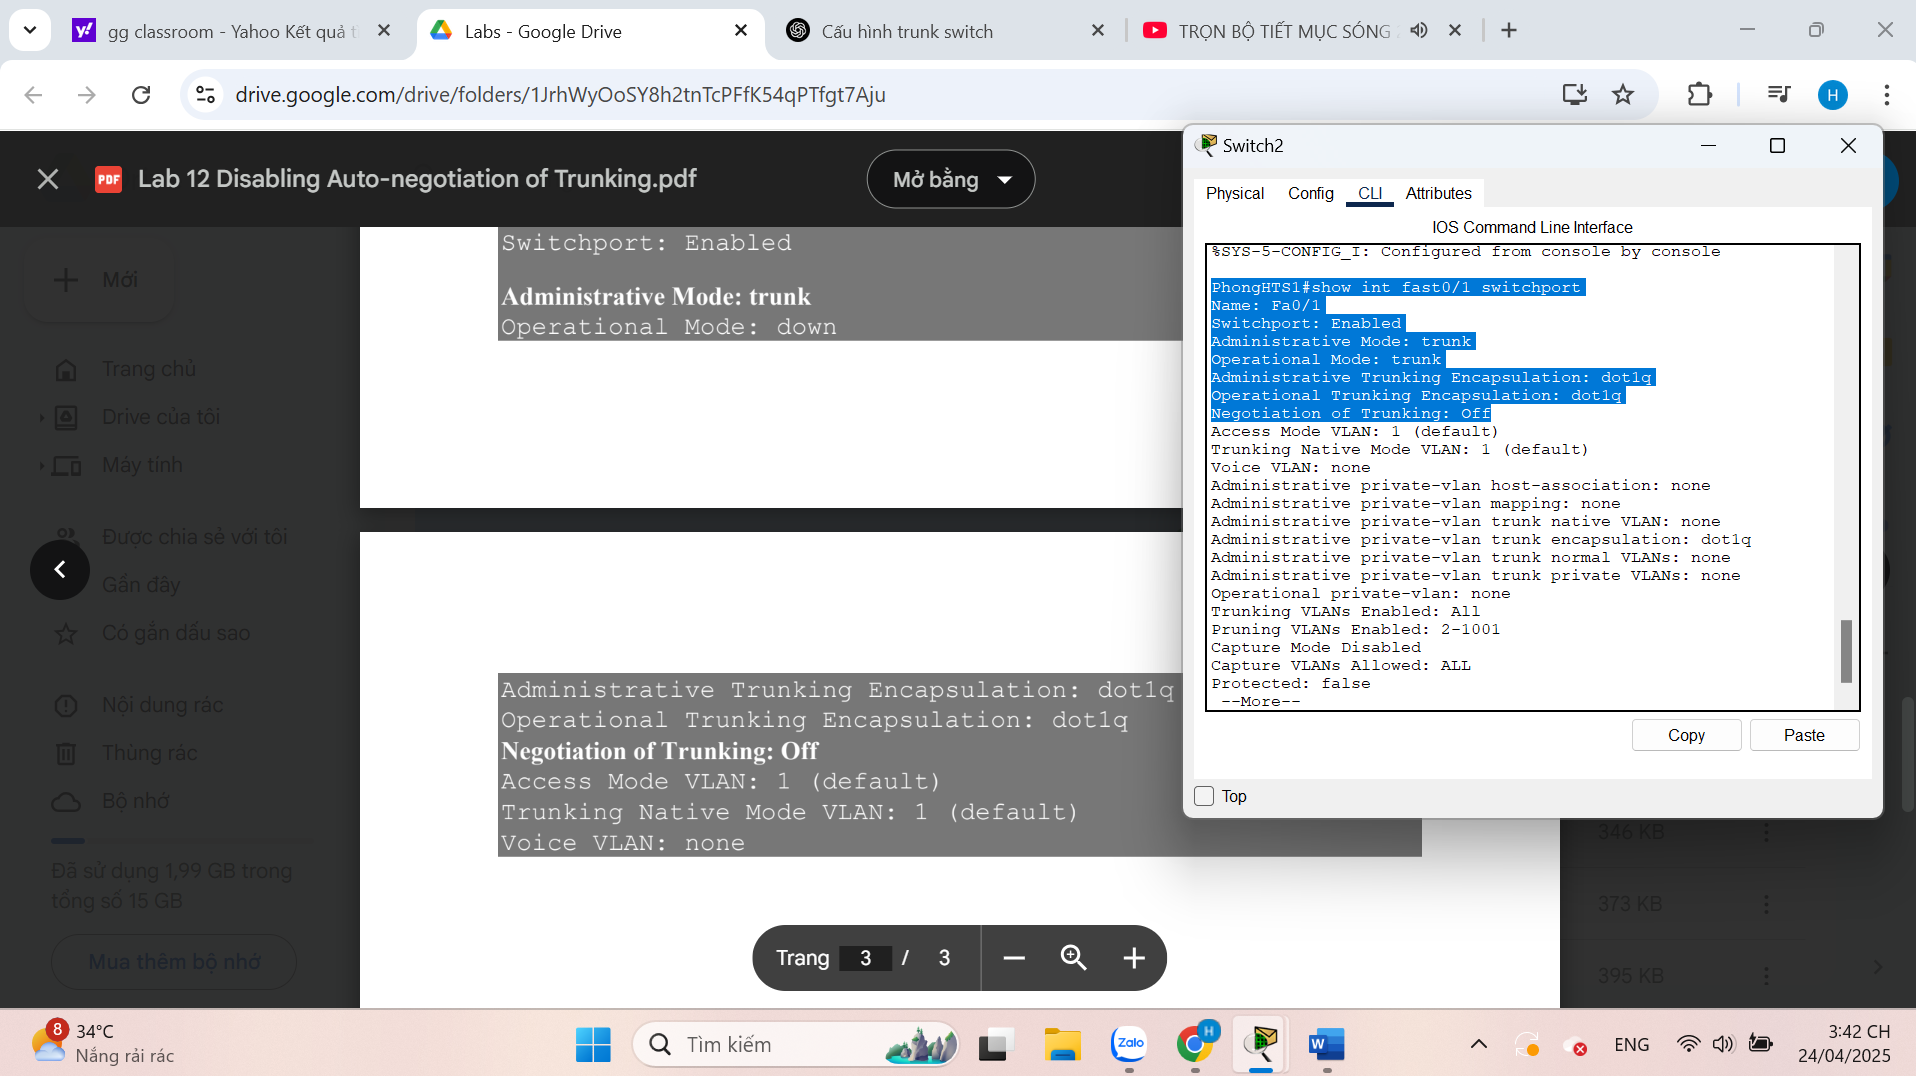 gg classroom - Yahoo Kết quả t
Labs - Google Drive
Cấu hình trunk switch
TRỌN BỘ TIẾT MỤC SÓNG
drive.google.com/drive/folders/1JrhWyOoSY8h2tnTcPFfK54qPTfgt7Aju
H
PDF
Lab 12 Disabling Auto-negotiation of Trunking.pdf
Mở bằng
Mới
Trang chủ
Drive của tôi
Máy tính
Được chia sẻ với tôi
Gần đây
Có gắn dấu sao
Nội dung rác
Thùng rác
Bộ nhớ
Đã sử dụng 1,99 GB trong
tổng số 15 GB
Mua thêm bộ nhớ
Switchport: Enabled
Administrative Mode: trunk
Operational Mode: down
Administrative Trunking Encapsulation: dot1q
Operational Trunking Encapsulation: dot1q
Negotiation of Trunking: Off
Access Mode VLAN: 1 (default)
Trunking Native Mode VLAN: 1 (default)
Voice VLAN: none
Trang 3 / 3
Switch2
Physical Config CLI Attributes
IOS Command Line Interface
%SYS-5-CONFIG_I: Configured from console by console
PhongHTS1#show int fast0/1 switchport
Name: Fa0/1
Switchport: Enabled
Administrative Mode: trunk
Operational Mode: trunk
Administrative Trunking Encapsulation: dot1q
Operational Trunking Encapsulation: dot1q
Negotiation of Trunking: Off
Access Mode VLAN: 1 (default)
Trunking Native Mode VLAN: 1 (default)
Voice VLAN: none
Administrative private-vlan host-association: none
Administrative private-vlan mapping: none
Administrative private-vlan trunk native VLAN: none
Administrative private-vlan trunk encapsulation: dot1q
Administrative private-vlan trunk normal VLANs: none
Administrative private-vlan trunk private VLANs: none
Operational private-vlan: none
Trunking VLANs Enabled: All
Pruning VLANs Enabled: 2-1001
Capture Mode Disabled
Capture VLANs Allowed: ALL
Protected: false
--More--
Copy
Paste
Top
346 KB
373 KB
395 KB
8
34°C
Nắng rải rác
Tìm kiếm
Zalo
H
W
ENG
3:42 CH
24/04/2025